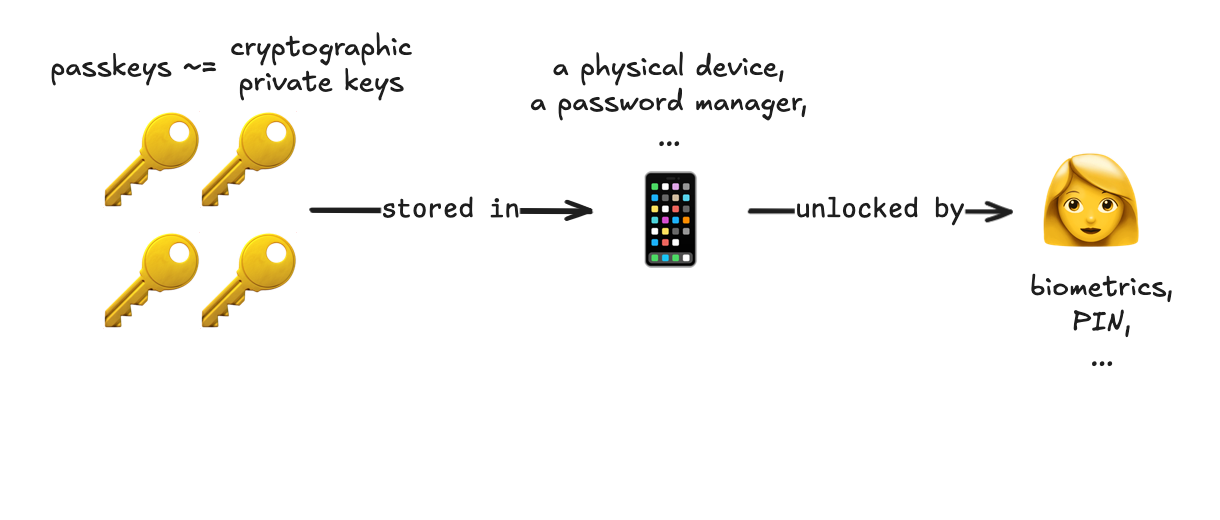 passkeys ~= cryptographic
private keys
a physical device,
a password manager,
...
stored in
unlocked by
biometrics,
PIN,
...